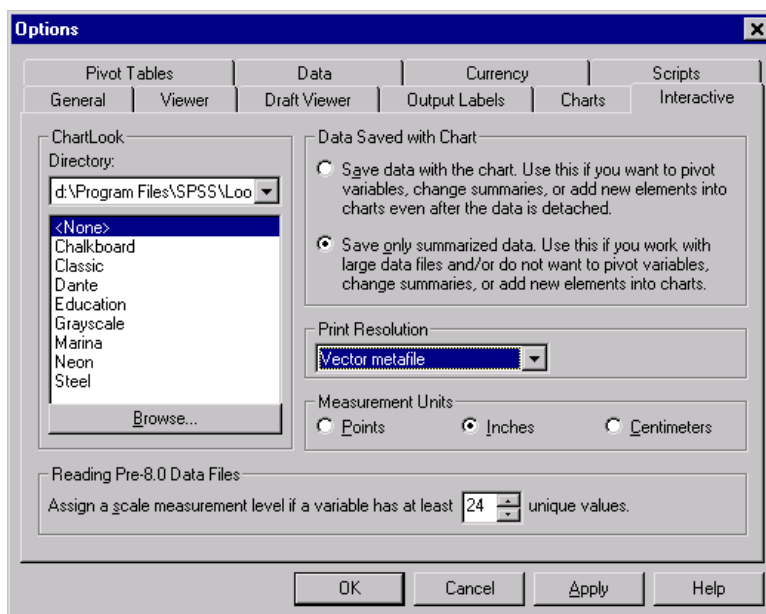 Options
Pivot Tables
Data
Currency
Scripts
General
Viewer
Draft Viewer
Output Labels
Charts
Interactive
ChartLook
Directory:
d:\Program Files\SPSS\Loo
<None>
Chalkboard
Classic
Dante
Education
Grayscale
Marina
Neon
Steel
Browse...
Data Saved with Chart
Save data with the chart. Use this if you want to pivot
variables, change summaries, or add new elements into
charts even after the data is detached.
Save only summarized data. Use this if you work with
large data files and/or do not want to pivot variables,
change summaries, or add new elements into charts.
Print Resolution
Vector metafile
Measurement Units
Points
Inches
Centimeters
Reading Pre-8.0 Data Files
Assign a scale measurement level if a variable has at least 24 unique values.
OK
Cancel
Apply
Help